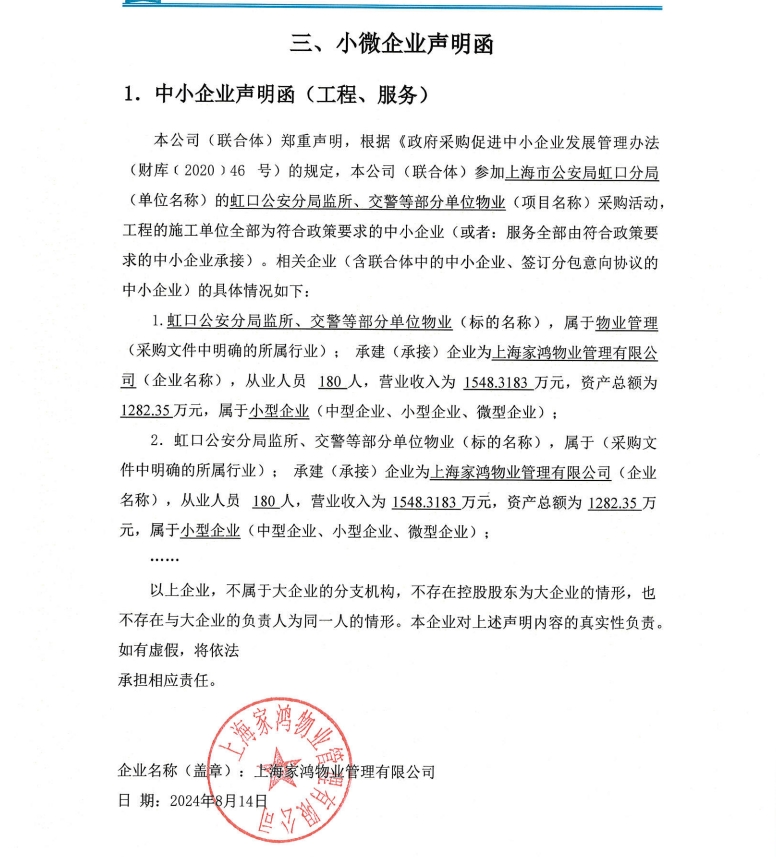 三、小微企业声明函
1. 中小企业声明函（工程、服务）
本公司（联合体）郑重声明，根据《政府采购促进中小企业发展管理办法
（财库﹝2020﹞46 号）的规定，本公司（联合体）参加上海市公安局虹口分局
（单位名称）的虹口公安分局监所、交警等部分单位物业（项目名称）采购活动，
工程的施工单位全部为符合政策要求的中小企业（或者：服务全部由符合政策要
求的中小企业承接）。相关企业（含联合体中的中小企业、签订分包意向协议的
中小企业）的具体情况如下：
1.虹口公安分局监所、交警等部分单位物业（标的名称），属于物业管理
（采购文件中明确的所属行业）； 承建（承接）企业为上海家鸿物业管理有限公
司（企业名称），从业人员 180 人，营业收入为 1548.3183 万元，资产总额为
1282.35 万元，属于小型企业（中型企业、小型企业、微型企业）；
2. 虹口公安分局监所、交警等部分单位物业（标的名称），属于（采购文
件中明确的所属行业）； 承建（承接）企业为上海家鸿物业管理有限公司（企业
名称），从业人员 180 人，营业收入为 1548.3183 万元，资产总额为 1282.35 万
元，属于小型企业（中型企业、小型企业、微型企业）；
……
以上企业，不属于大企业的分支机构，不存在控股股东为大企业的情形，也
不存在与大企业的负责人为同一人的情形。本企业对上述声明内容的真实性负责。
如有虚假，将依法
承担相应责任。
上海家鸿物业管理有限公司
企业名称（盖章）：上海家鸿物业管理有限公司
日 期：2024年8月14日